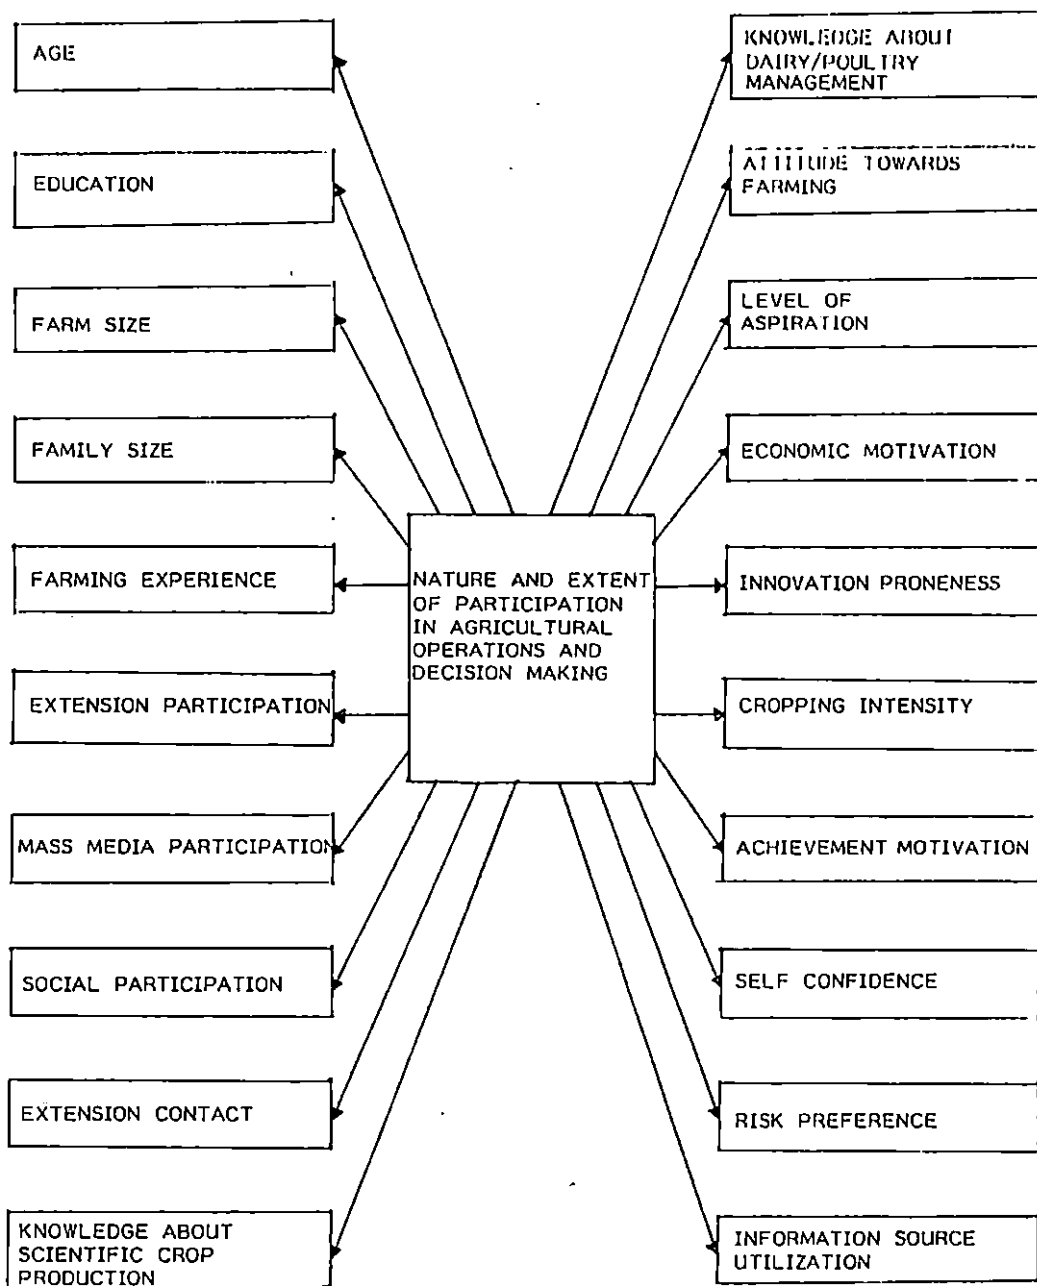 AGE
EDUCATION
FARM SIZE
FAMILY SIZE
FARMING EXPERIENCE
EXTENSION PARTICIPATION
MASS MEDIA PARTICIPATION
SOCIAL PARTICIPATION
EXTENSION CONTACT
KNOWLEDGE ABOUT
SCIENTIFIC CROP
PRODUCTION
NATURE AND EXTENT
OF PARTICIPATION
IN AGRICULTURAL
OPERATIONS AND
DECISION MAKING
KNOWLEDGE ABOUT
DAIRY/POULTRY
MANAGEMENT
ATTITUDE TOWARDS
FARMING
LEVEL OF
ASPIRATION
ECONOMIC MOTIVATION
INNOVATION PRONENESS
CROPPING INTENSITY
ACHIEVEMENT MOTIVATION
SELF CONFIDENCE
RISK PREFERENCE
INFORMATION SOURCE
UTILIZATION